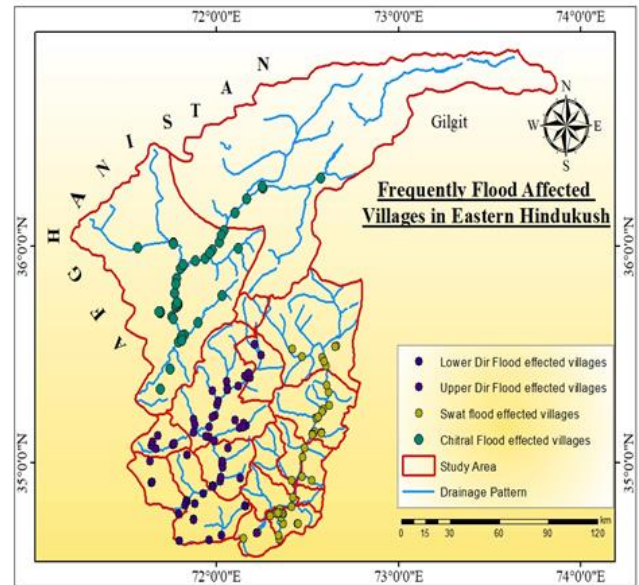 72°0'0"E 73°0'0"E 74°0'0"E
AFGHANISTAN
N
W E
S
Gilgit
Frequently Flood Affected
Villages in Eastern Hindukush
36°0'0"N
36°0'0"N
Lower Dir Flood effected villages
Upper Dir Flood effected villages
Swat flood effected villages
Chitral Flood effected villages
Study Area
Drainage Pattern
35°0'0"N
35°0'0"N
km
0 15 30 60 90 120
72°0'0"E 73°0'0"E 74°0'0"E